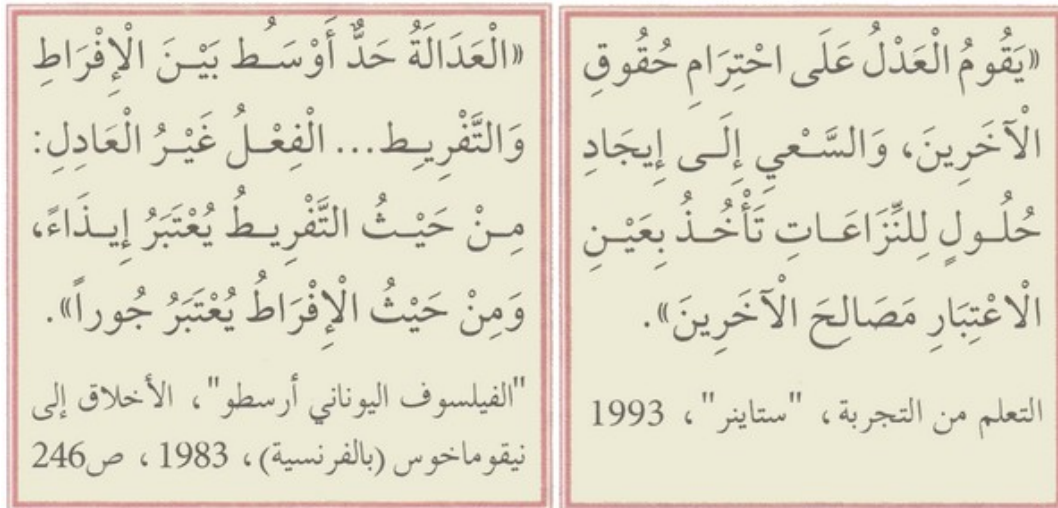 «يَقُومُ الْعَدْلُ عَلَى احْتِرَامِ حُقُوقِ
الْآخَرِينَ، وَالسَّعْيِ إِلَى إِيجَادِ
حُلُولٍ لِلنِّزَاعَاتِ تَأْخُذُ بِعَيْنِ
الْاعْتِبَارِ مَصَالِحَ الْآخَرِينَ».
التعلم من التجربة، "ستاينر"، 1993
«الْعَدَالَةُ حَدٌّ أَوْسَُط بَيْنَ الْإِفْرَاطِ
وَالتَّفْرِيِط... الْفِعْلُ غَيْرُ الْعَادِلِ:
مِنْ حَيْثُ التَّفْرِيطُ يُعْتَبَرُ إِيذَاءً،
وَمِنْ حَيْثُ الْإِفْرَاطُ يُعْتَبَرُ جُوراً».
"الفيلسوف اليوناني أرسطو"، الأخلاق إلى
نيقوماخوس (بالفرنسية)، 1983، ص246